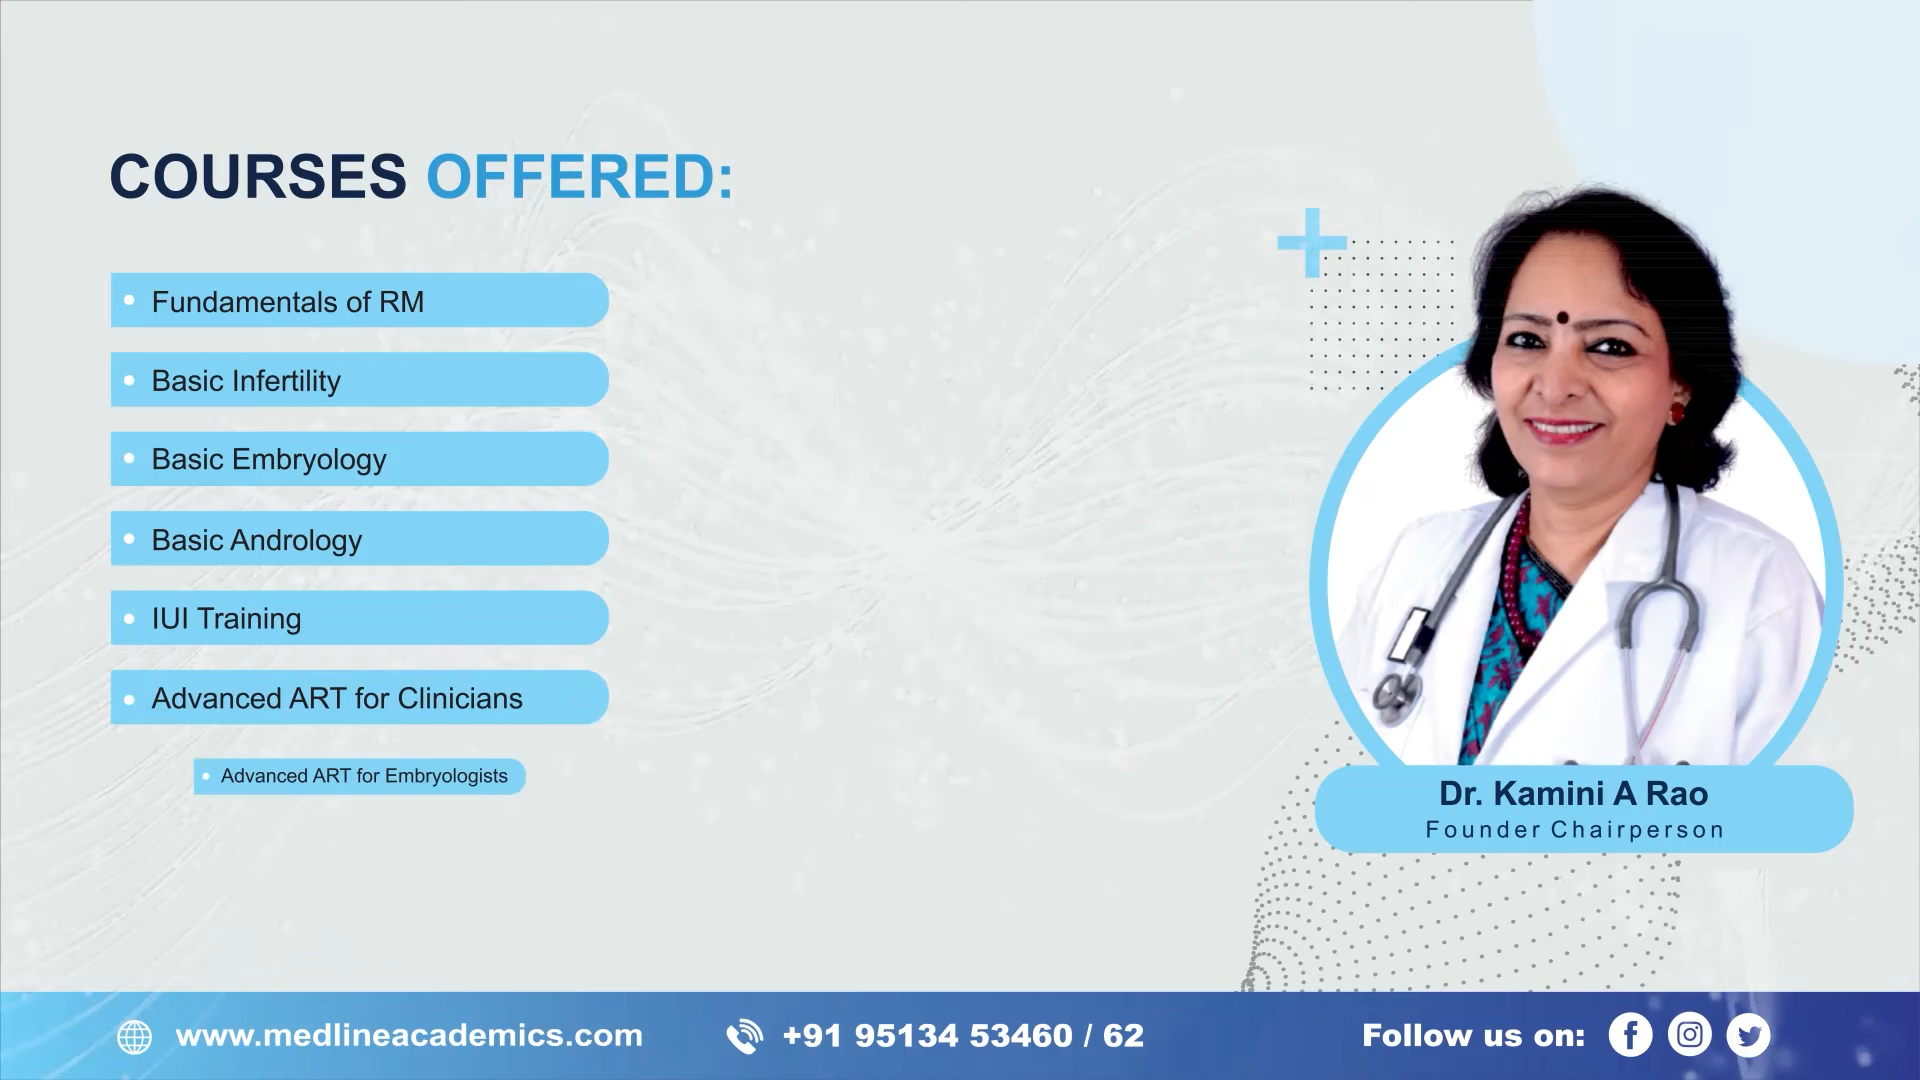 COURSES OFFERED:
Fundamentals of RM
Basic Infertility
Basic Embryology
Basic Andrology
IUI Training
Advanced ART for Clinicians
Advanced ART for Embryologists
Dr. Kamini A Rao
Founder Chairperson
www.medlineacademics.com
+91 95134 53460 / 62
Follow us on: